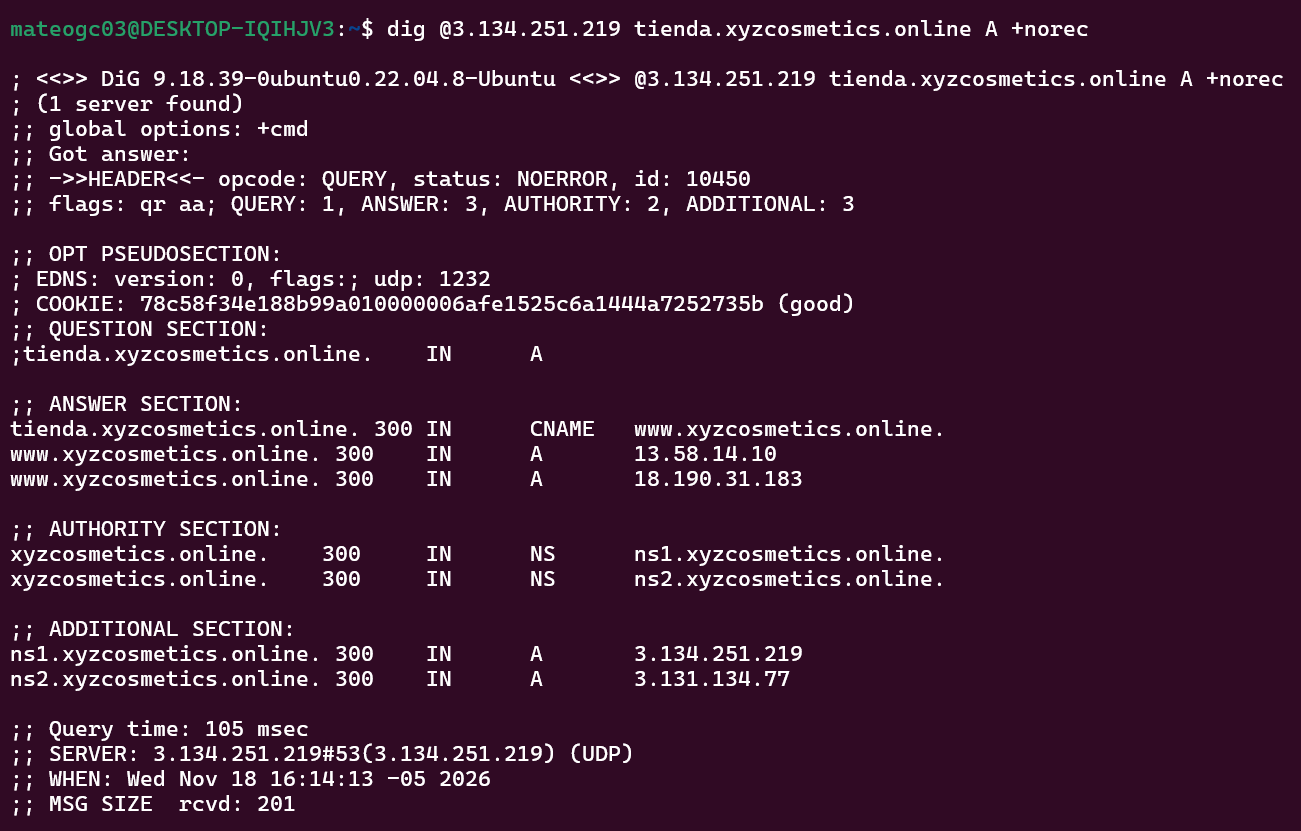 mateogc03@DESKTOP-IQIHJV3:~$ dig @3.134.251.219 tienda.xyzcosmetics.online A +norec

; <<>> DiG 9.18.39-0ubuntu0.22.04.8-Ubuntu <<>> @3.134.251.219 tienda.xyzcosmetics.online A +norec
; (1 server found)
;; global options: +cmd
;; Got answer:
;; ->>HEADER<<- opcode: QUERY, status: NOERROR, id: 10450
;; flags: qr aa; QUERY: 1, ANSWER: 3, AUTHORITY: 2, ADDITIONAL: 3

;; OPT PSEUDOSECTION:
; EDNS: version: 0, flags:; udp: 1232
; COOKIE: 78c58f34e188b99a010000006afe1525c6a1444a7252735b (good)
;; QUESTION SECTION:
;tienda.xyzcosmetics.online.    IN      A

;; ANSWER SECTION:
tienda.xyzcosmetics.online. 300 IN      CNAME   www.xyzcosmetics.online.
www.xyzcosmetics.online. 300    IN      A       13.58.14.10
www.xyzcosmetics.online. 300    IN      A       18.190.31.183

;; AUTHORITY SECTION:
xyzcosmetics.online.    300     IN      NS      ns1.xyzcosmetics.online.
xyzcosmetics.online.    300     IN      NS      ns2.xyzcosmetics.online.

;; ADDITIONAL SECTION:
ns1.xyzcosmetics.online. 300    IN      A       3.134.251.219
ns2.xyzcosmetics.online. 300    IN      A       3.131.134.77

;; Query time: 105 msec
;; SERVER: 3.134.251.219#53(3.134.251.219) (UDP)
;; WHEN: Wed Nov 18 16:14:13 -05 2026
;; MSG SIZE  rcvd: 201